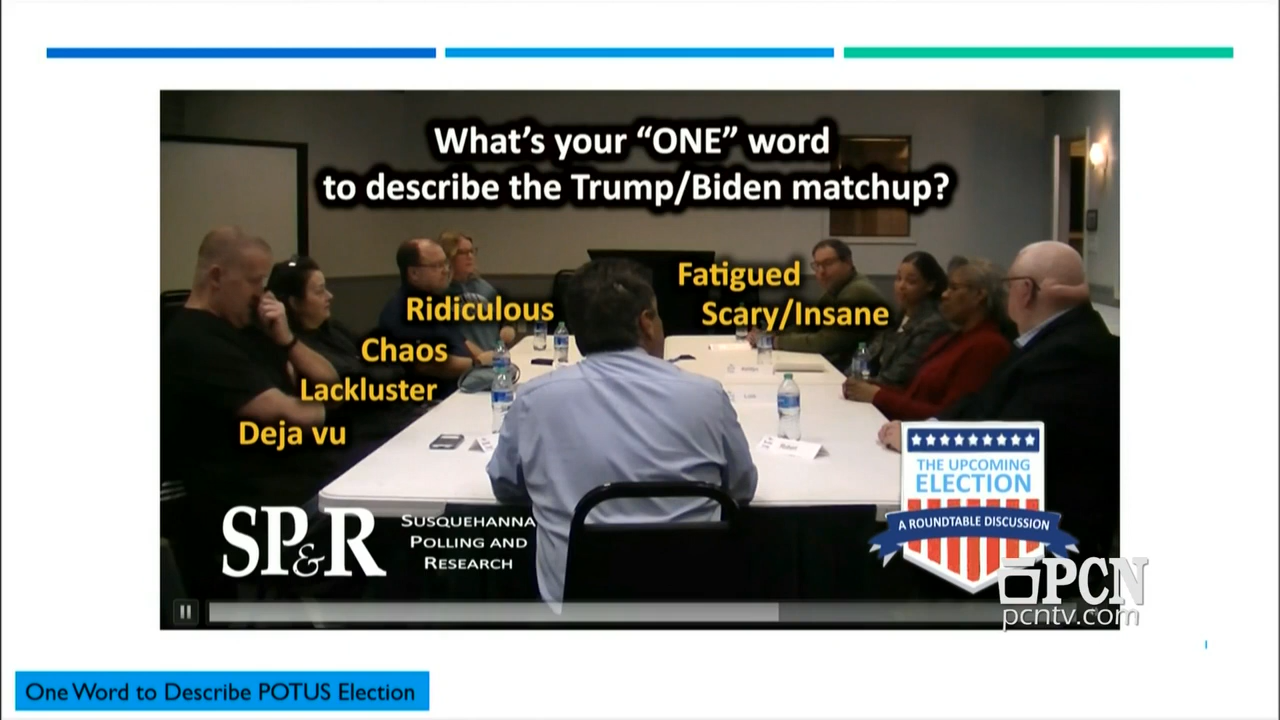 What's your “ONE” word
to describe the Trump/Biden matchup?
Ridiculous
Chaos
Lackluster
Deja vu
Fatigued
Scary/Insane
SP&R
SUSQUEHANNA
POLLING AND
RESEARCH
THE UPCOMING
ELECTION
A ROUNDTABLE DISCUSSION
PCN
pcntv.com
One Word to Describe POTUS Election